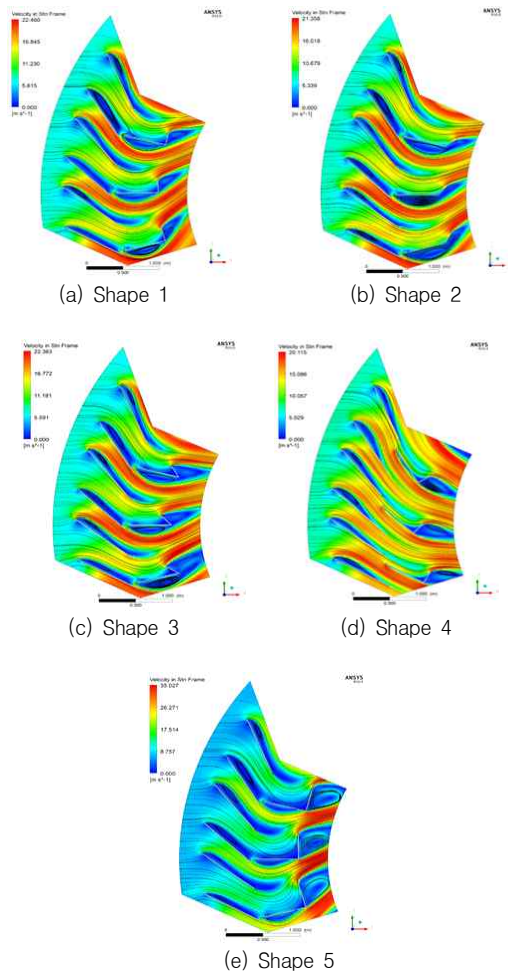 Velocity in Stn Frame
22.460
16.845
11.230
5.615
0.000
[m s^-1]
ANSYS
0
0.500
1.000 (m)
(a) Shape 1
Velocity in Stn Frame
21.358
16.018
10.679
5.339
0.000
[m s^-1]
ANSYS
0
0.500
1.000 (m)
(b) Shape 2
Velocity in Stn Frame
22.363
16.772
11.181
5.591
0.000
[m s^-1]
ANSYS
0
0.500
1.000 (m)
(c) Shape 3
Velocity in Stn Frame
20.115
15.086
10.057
5.029
0.000
[m s^-1]
ANSYS
0
0.500
1.000 (m)
(d) Shape 4
Velocity in Stn Frame
35.027
26.271
17.514
8.757
0.000
[m s^-1]
ANSYS
0
0.500
1.000 (m)
(e) Shape 5